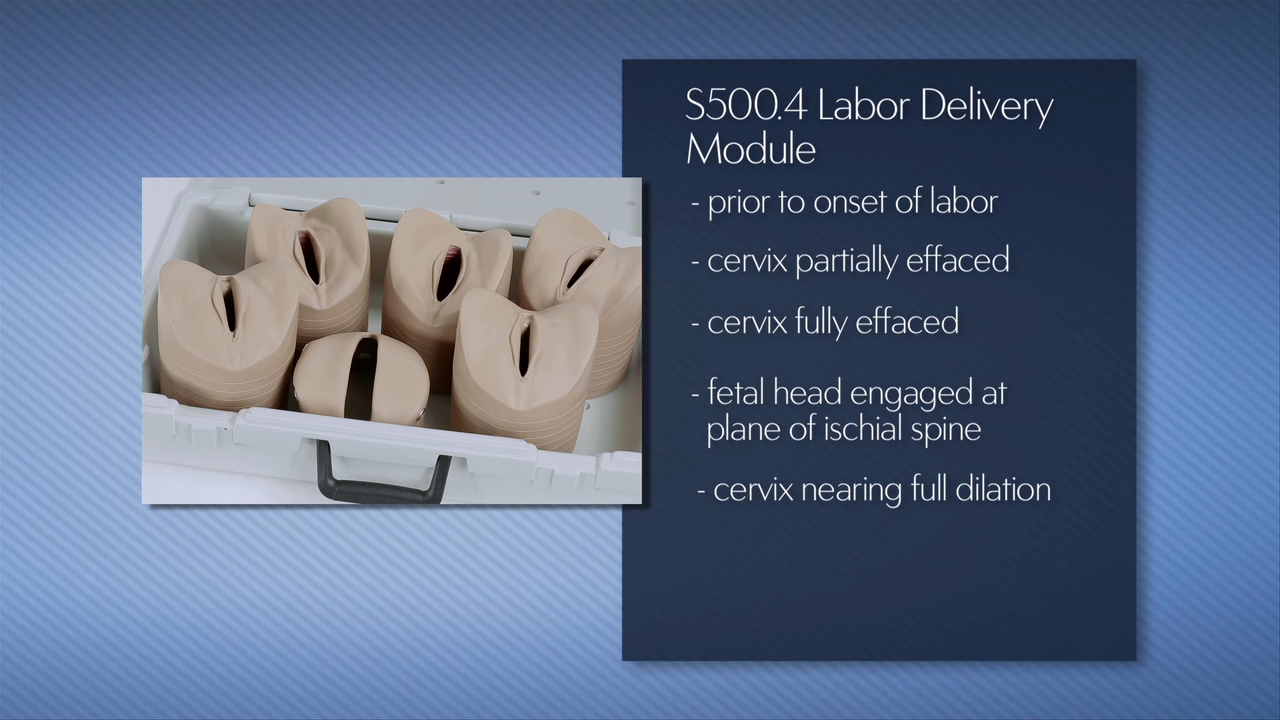 S500.4 Labor Delivery
Module
- prior to onset of labor
- cervix partially effaced
- cervix fully effaced
- fetal head engaged at
plane of ischial spine
- cervix nearing full dilation